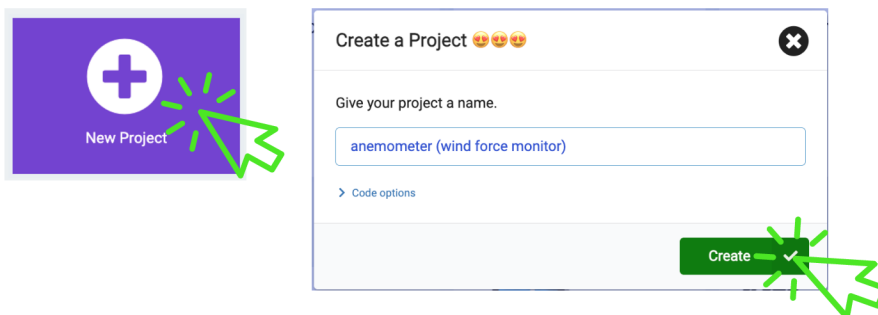 New Project
Create a Project 😍😍😍
Give your project a name.
anemometer (wind force monitor)
Code options
Create